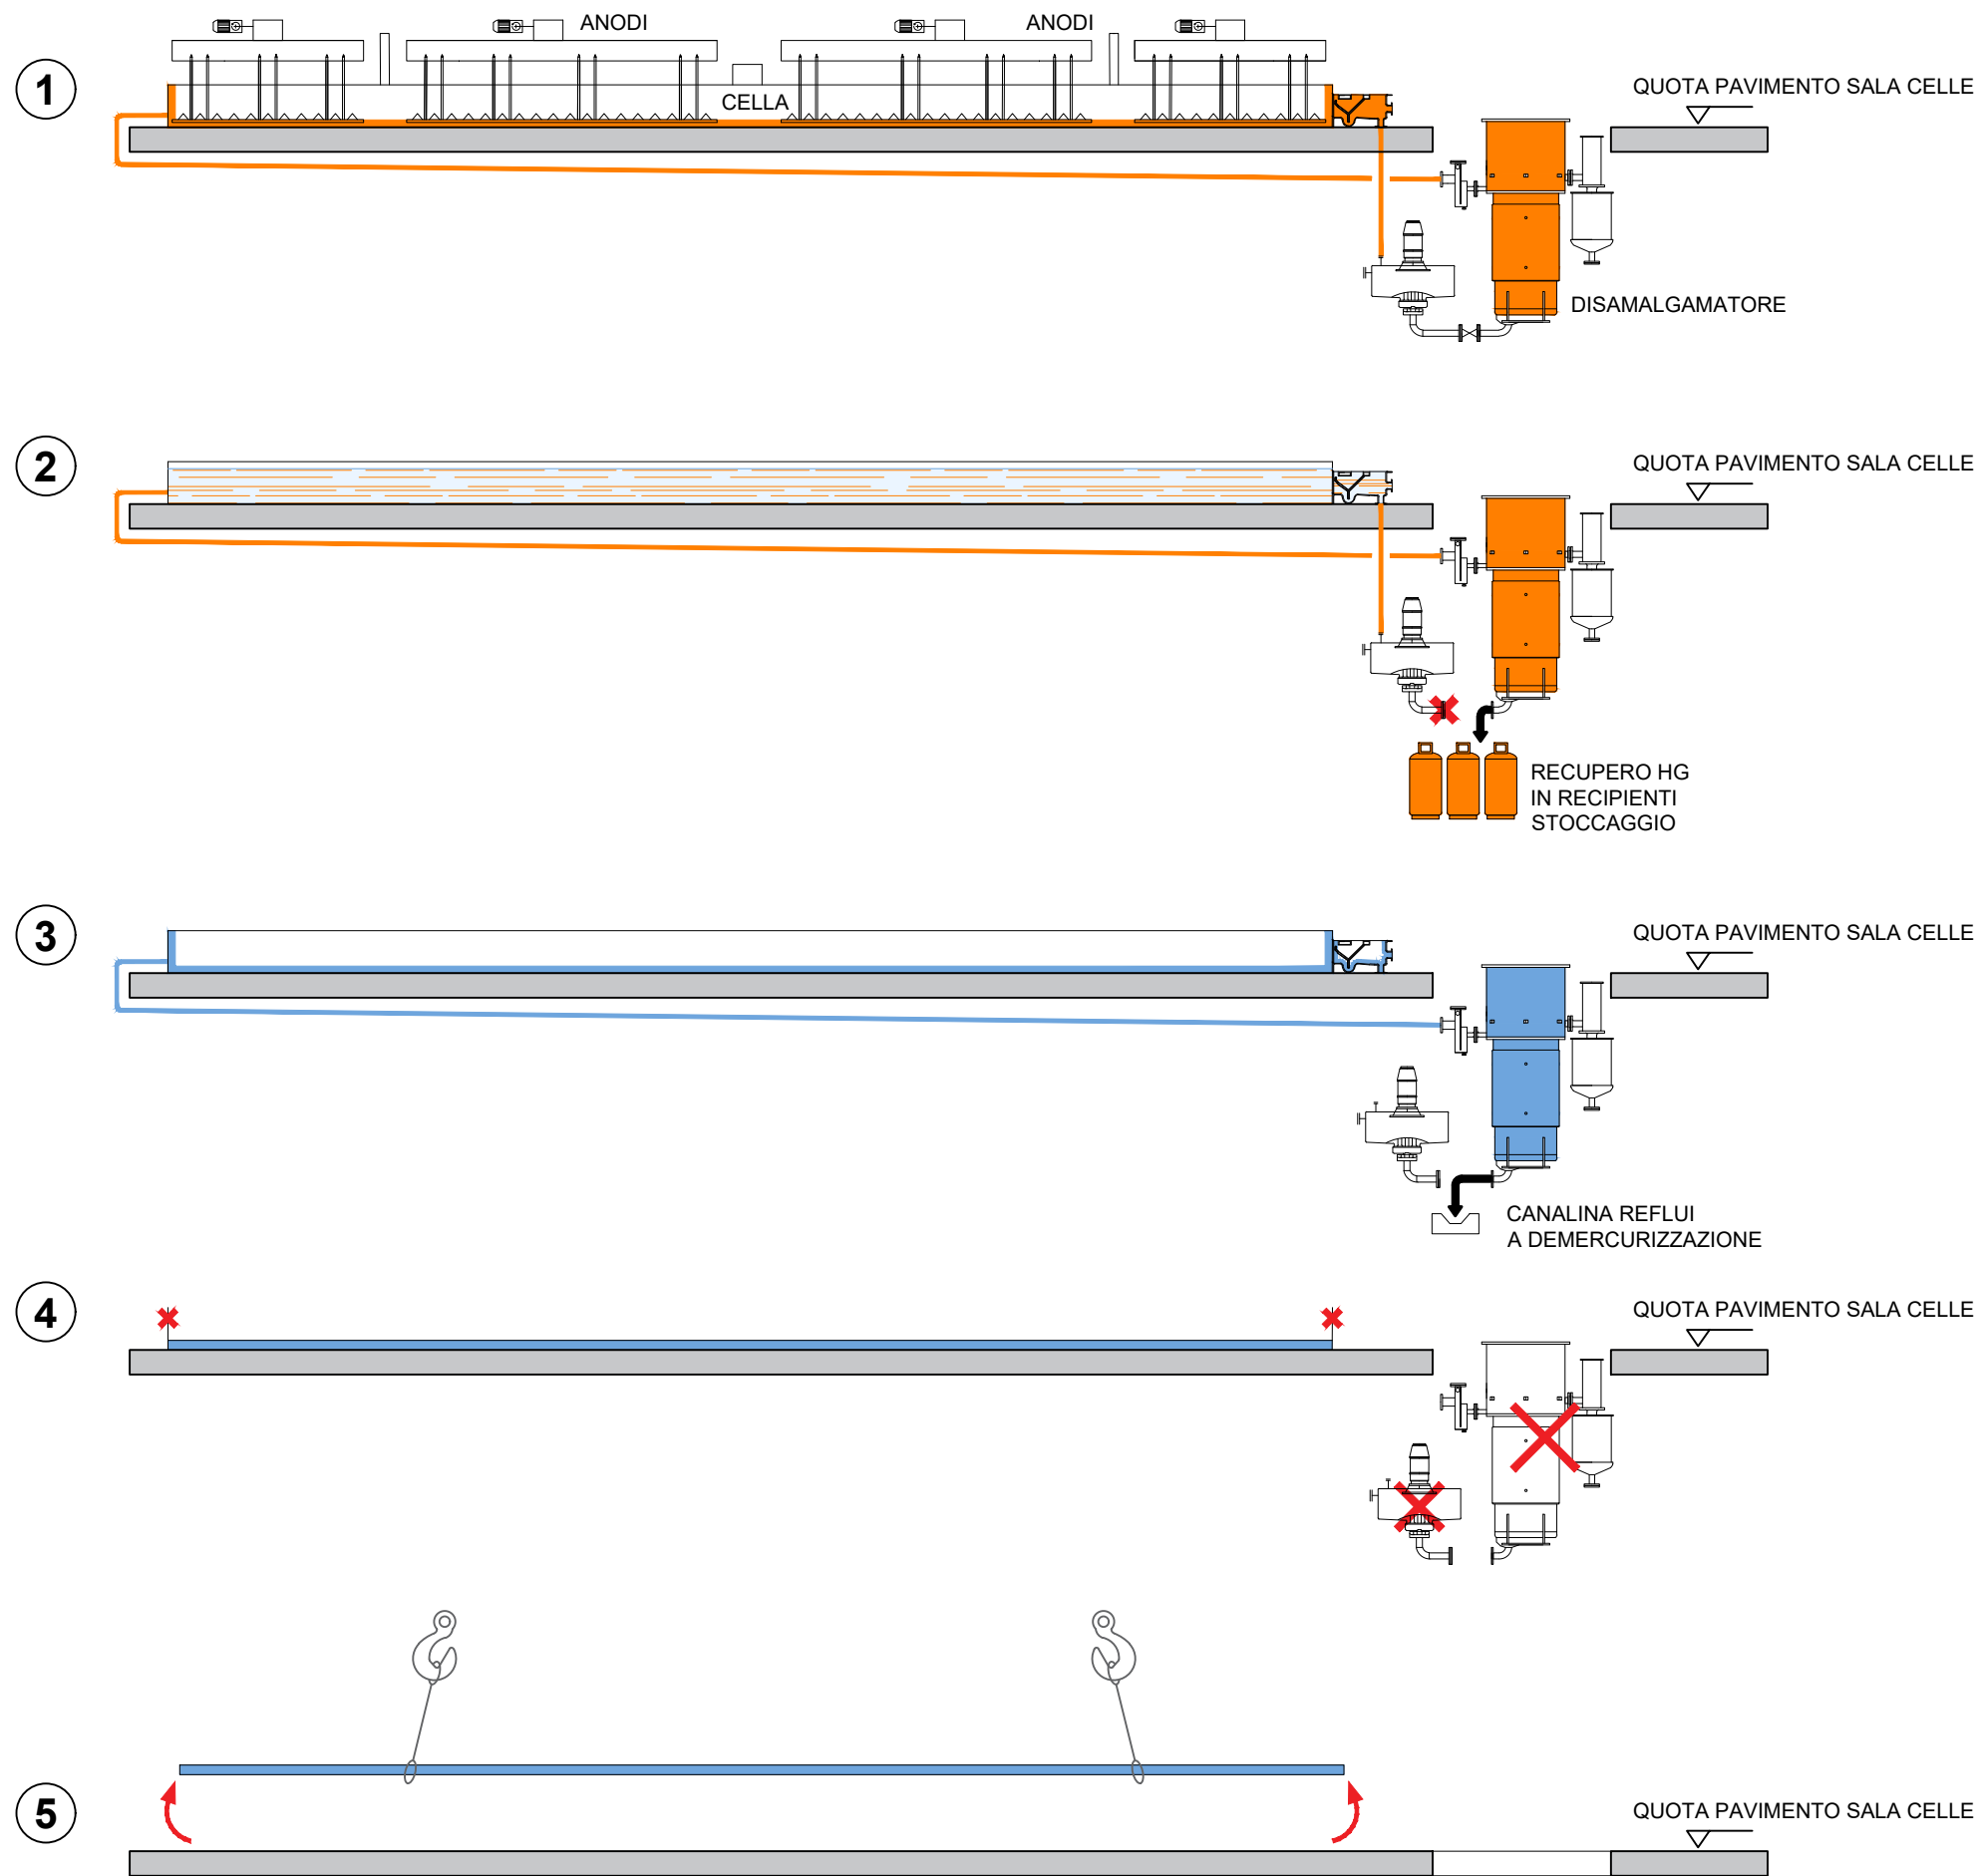 ANODI
ANODI
1
QUOTA PAVIMENTO SALA CELLE
CELLA
DISAMALGAMATORE
2
QUOTA PAVIMENTO SALA CELLE
RECUPERO HG
IN RECIPIENTI
STOCCAGGIO
3
QUOTA PAVIMENTO SALA CELLE
CANALINA REFLUI
A DEMERCURIZZAZIONE
4
QUOTA PAVIMENTO SALA CELLE
5
QUOTA PAVIMENTO SALA CELLE